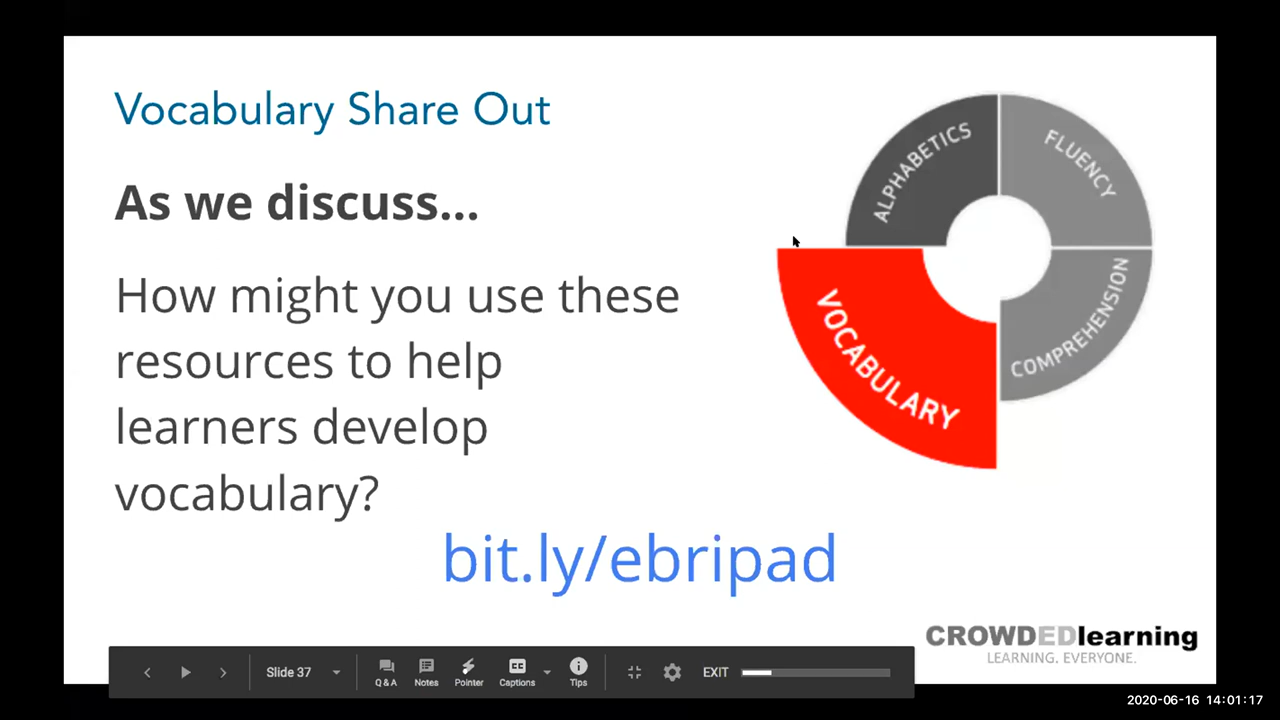 Vocabulary Share Out
As we discuss...
How might you use these
resources to help
learners develop
vocabulary?
bit.ly/ebripad
ALPHABETICS
FLUENCY
VOCABULARY
COMPREHENSION
CROWDEDlearning
LEARNING. EVERYONE.
Slide 37
Q & A
Notes
Pointer
CC
Captions
Tips
EXIT
2020-06-16 14:01:17